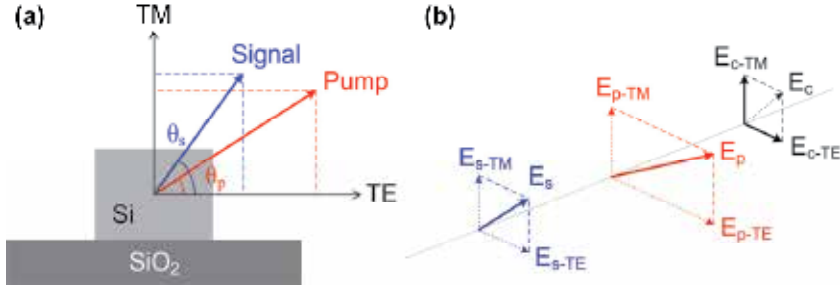 (a)
TM
Signal
Pump
θs
θp
TE
Si
SiO2
(b)
Ec-TM
Ec
Ec-TE
Ep-TM
Ep
Ep-TE
Es-TM
Es
Es-TE